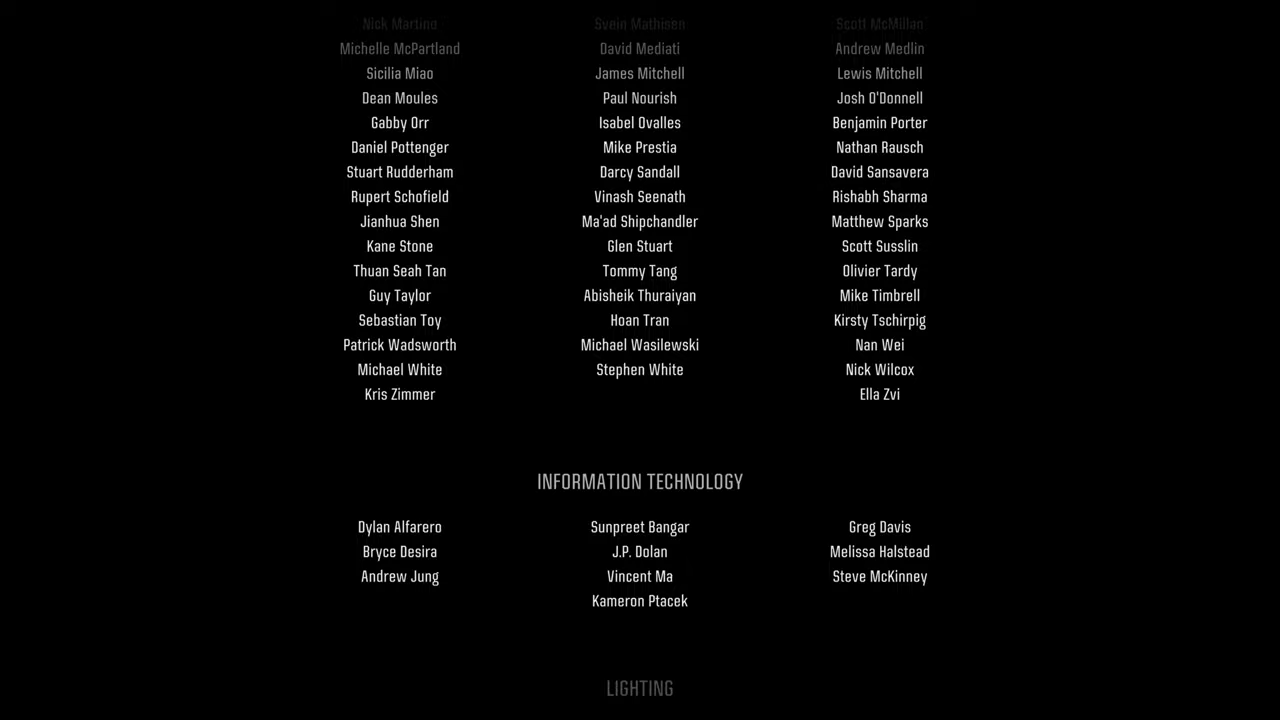 Nick Martino Svein Mathisen Scott McMillan
Michelle McPartland David Mediati Andrew Medlin
Sicilia Miao James Mitchell Lewis Mitchell
Dean Moules Paul Nourish Josh O'Donnell
Gabby Orr Isabel Ovalles Benjamin Porter
Daniel Pottenger Mike Prestia Nathan Rausch
Stuart Rudderham Darcy Sandall David Sansavera
Rupert Schofield Vinash Seenath Rishabh Sharma
Jianhua Shen Ma'ad Shipchandler Matthew Sparks
Kane Stone Glen Stuart Scott Susslin
Thuan Seah Tan Tommy Tang Olivier Tardy
Guy Taylor Abisheik Thuraiyan Mike Timbrell
Sebastian Toy Hoan Tran Kirsty Tschirpig
Patrick Wadsworth Michael Wasilewski Nan Wei
Michael White Stephen White Nick Wilcox
Kris Zimmer Ella Zvi
INFORMATION TECHNOLOGY
Dylan Alfarero Sunpreet Bangar Greg Davis
Bryce Desira J.P. Dolan Melissa Halstead
Andrew Jung Vincent Ma Steve McKinney
Kameron Ptacek
LIGHTING